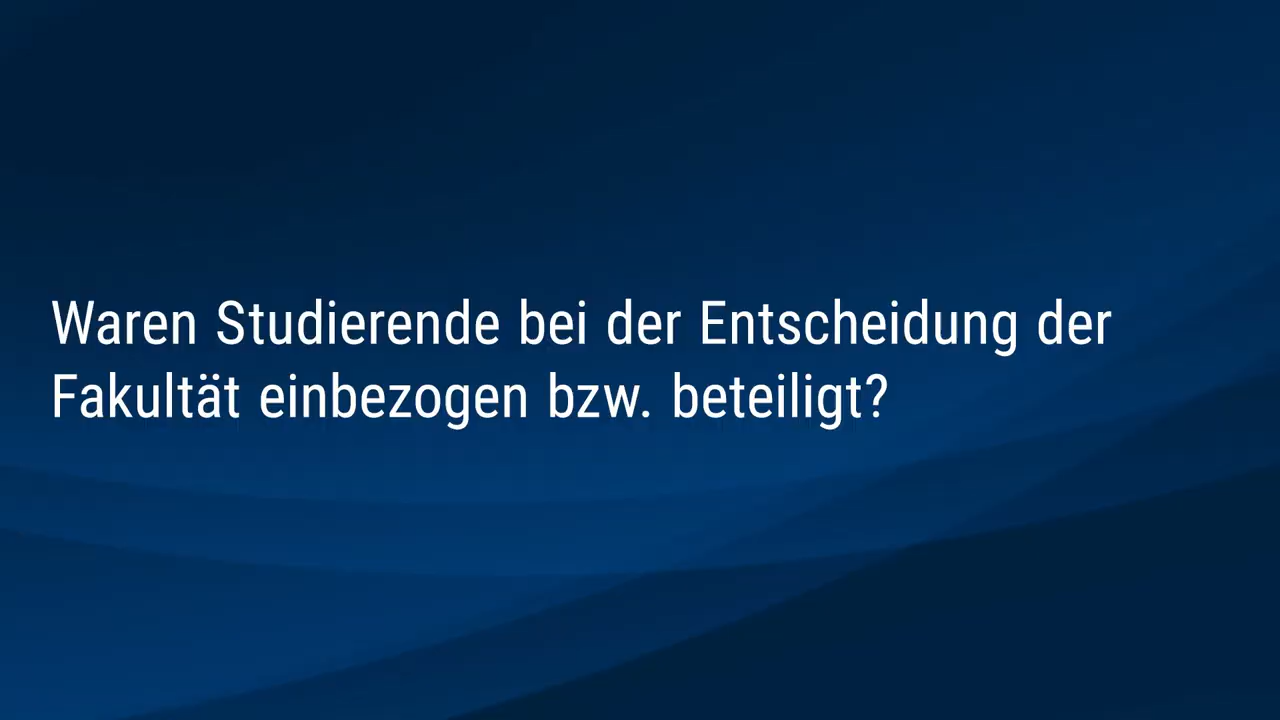 Waren Studierende bei der Entscheidung der
Fakultät einbezogen bzw. beteiligt?